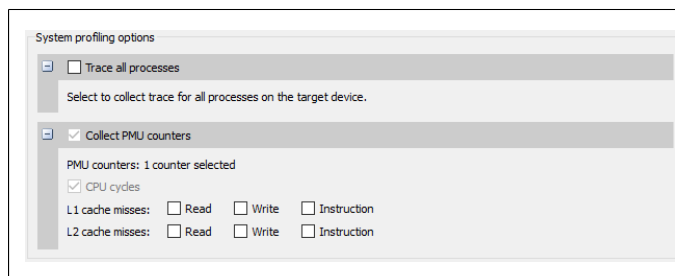 System profiling options
Trace all processes
Select to collect trace for all processes on the target device.
Collect PMU counters
PMU counters: 1 counter selected
CPU cycles
L1 cache misses: Read Write Instruction
L2 cache misses: Read Write Instruction